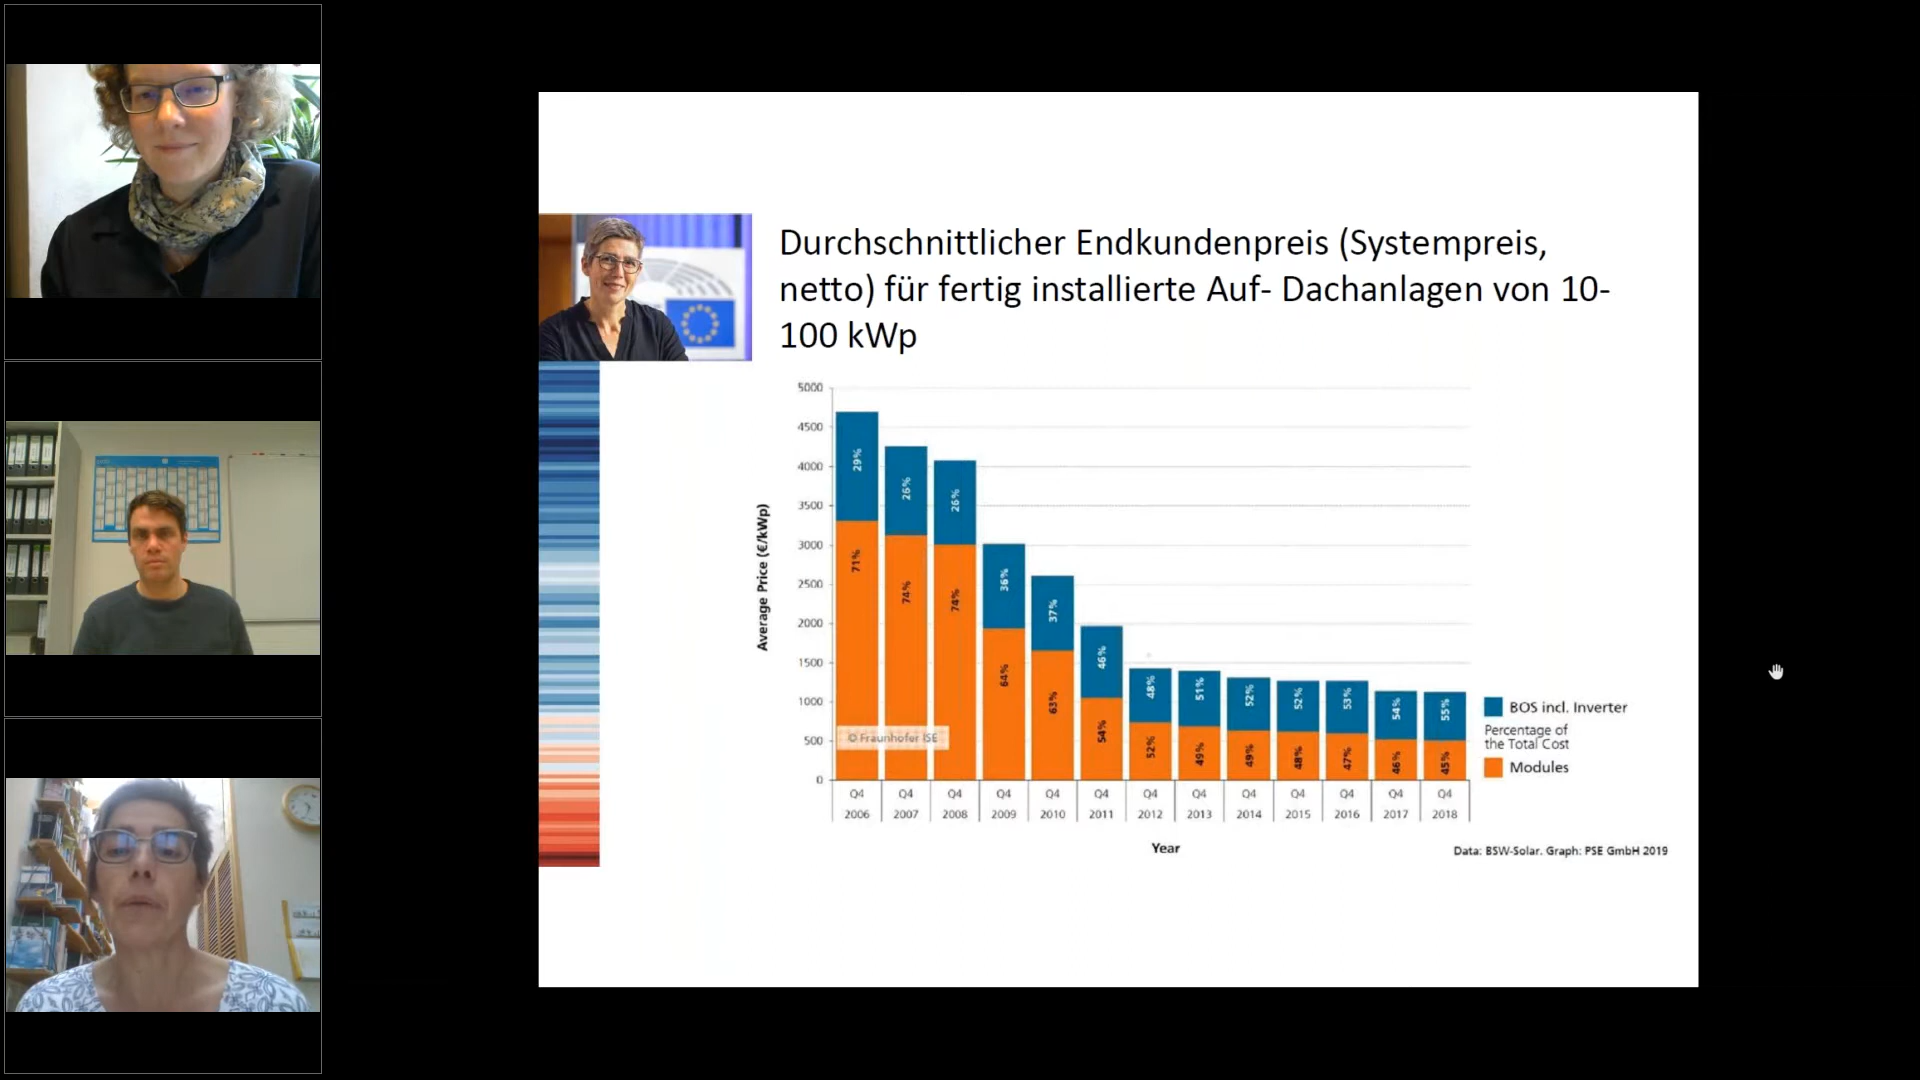 Durchschnittlicher Endkundenpreis (Systempreis,
netto) für fertig installierte Auf- Dachanlagen von 10-
100 kWp
Average Price (€/kWp)
5000
4500
4000
3500
3000
2500
2000
1500
1000
500
0
29%
26%
26%
36%
37%
46%
48%
51%
52%
52%
53%
54%
55%
71%
74%
74%
64%
63%
54%
52%
49%
49%
48%
47%
46%
45%
© Fraunhofer ISE
BOS incl. Inverter
Percentage of
the Total Cost
Modules
Q4 Q4 Q4 Q4 Q4 Q4 Q4 Q4 Q4 Q4 Q4 Q4 Q4
2006 2007 2008 2009 2010 2011 2012 2013 2014 2015 2016 2017 2018
Year
Data: BSW-Solar. Graph: PSE GmbH 2019